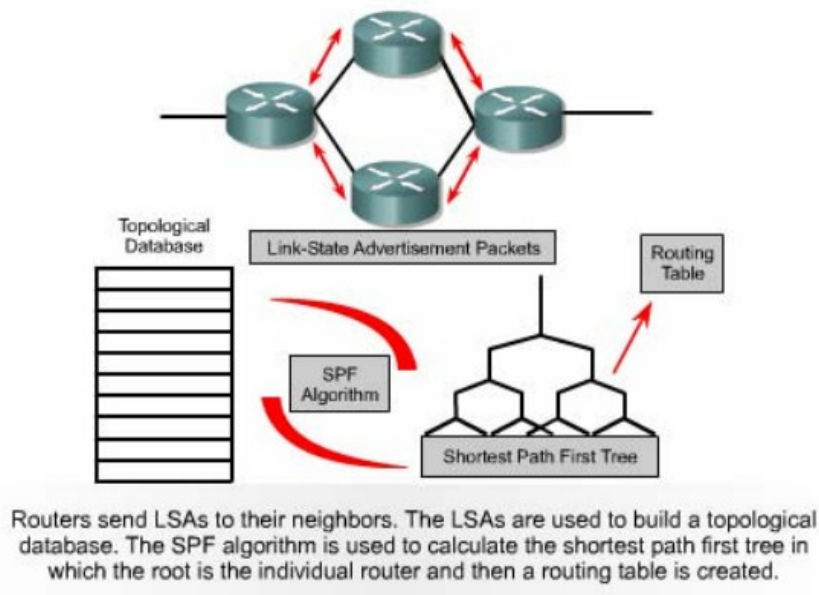 Topological
Database
Link-State Advertisement Packets
Routing
Table
SPF
Algorithm
Shortest Path First Tree
Routers send LSAs to their neighbors. The LSAs are used to build a topological
database. The SPF algorithm is used to calculate the shortest path first tree in
which the root is the individual router and then a routing table is created.